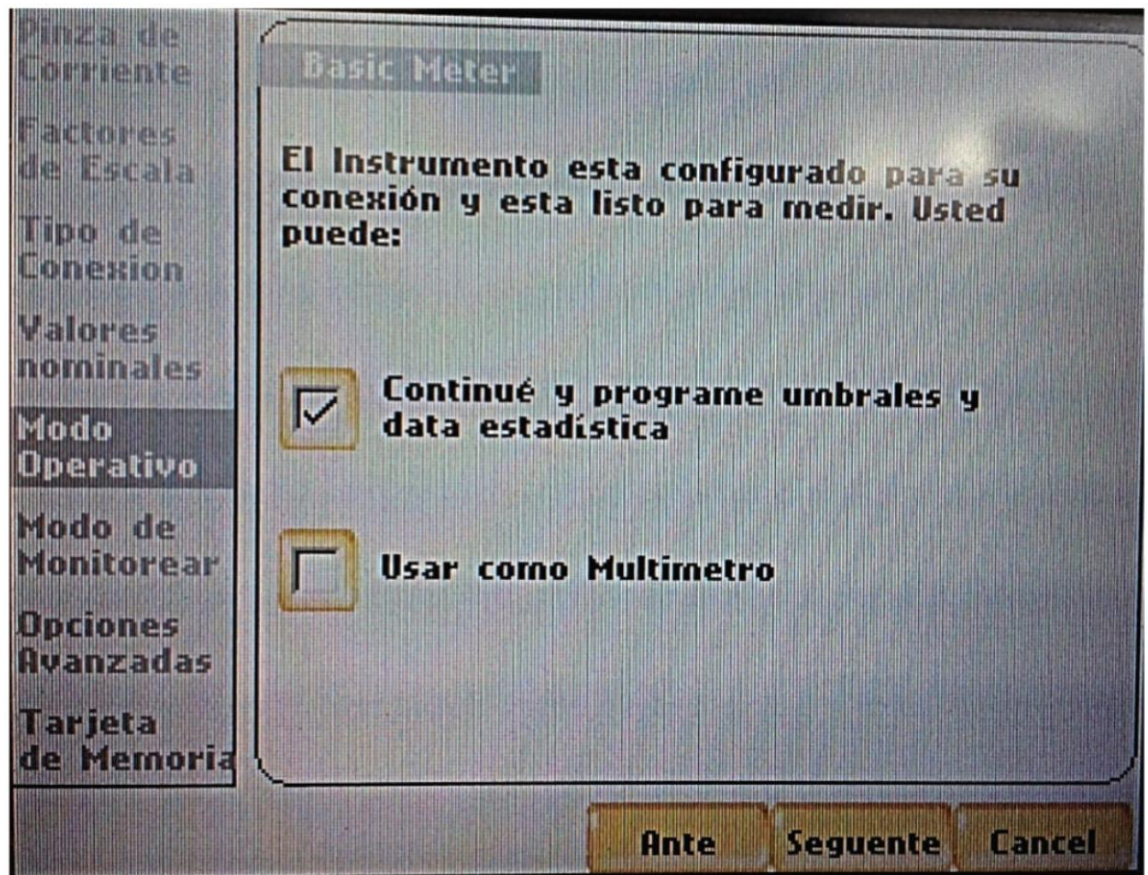 Pinza de
Corriente
Factores
de Escala
Tipo de
Conexion
Valores
nominales
Modo
Operativo
Modo de
Monitorear
Opciones
Avanzadas
Tarjeta
de Memoria
Basic Meter
El Instrumento esta configurado para su
conexión y esta listo para medir. Usted
puede:
Continué y programe umbrales y
data estadística
Usar como Multimetro
Ante
Seguente
Cancel